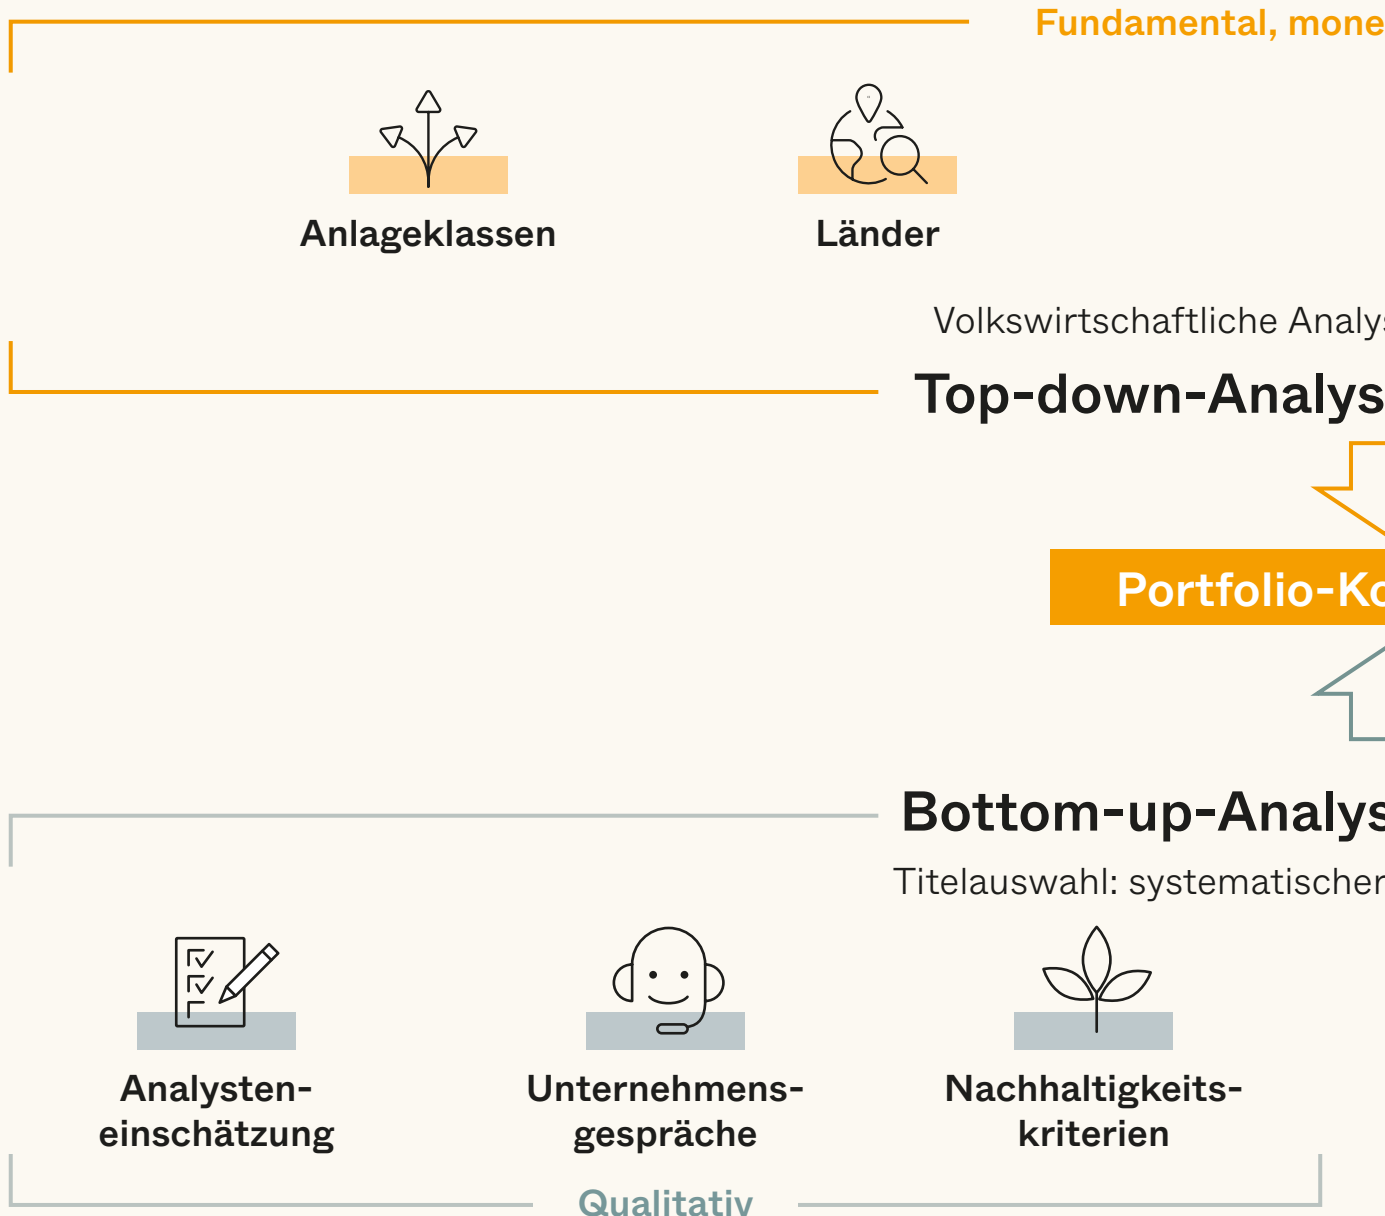 Fundamental, mone
Anlageklassen
Länder
Volkswirtschaftliche Analys
Top-down-Analys
Portfolio-Ko
Bottom-up-Analys
Titelauswahl: systematischer
Analysten-
einschätzung
Unternehmens-
gespräche
Nachhaltigkeits-
kriterien
Qualitativ